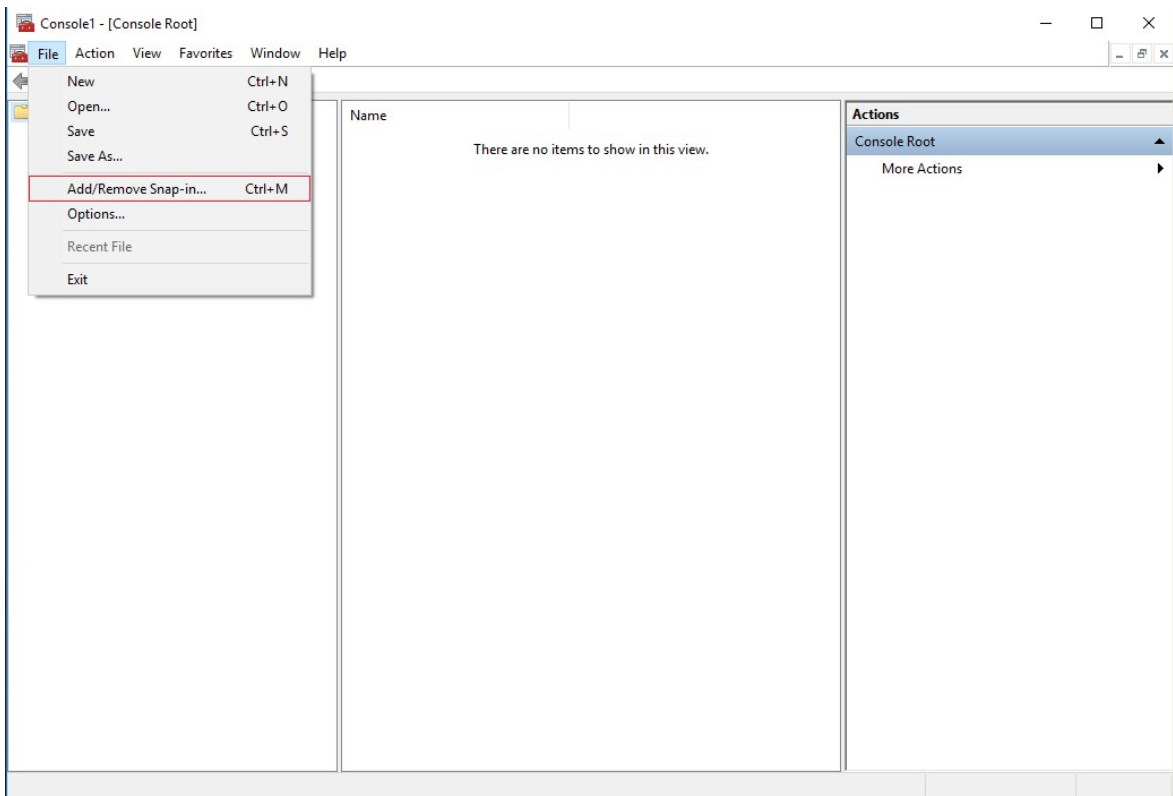 Console1 - [Console Root]
File Action View Favorites Window Help
New Ctrl+N
Open... Ctrl+O
Save Ctrl+S
Save As...
Add/Remove Snap-in... Ctrl+M
Options...
Recent File
Exit
Name
There are no items to show in this view.
Actions
Console Root
More Actions